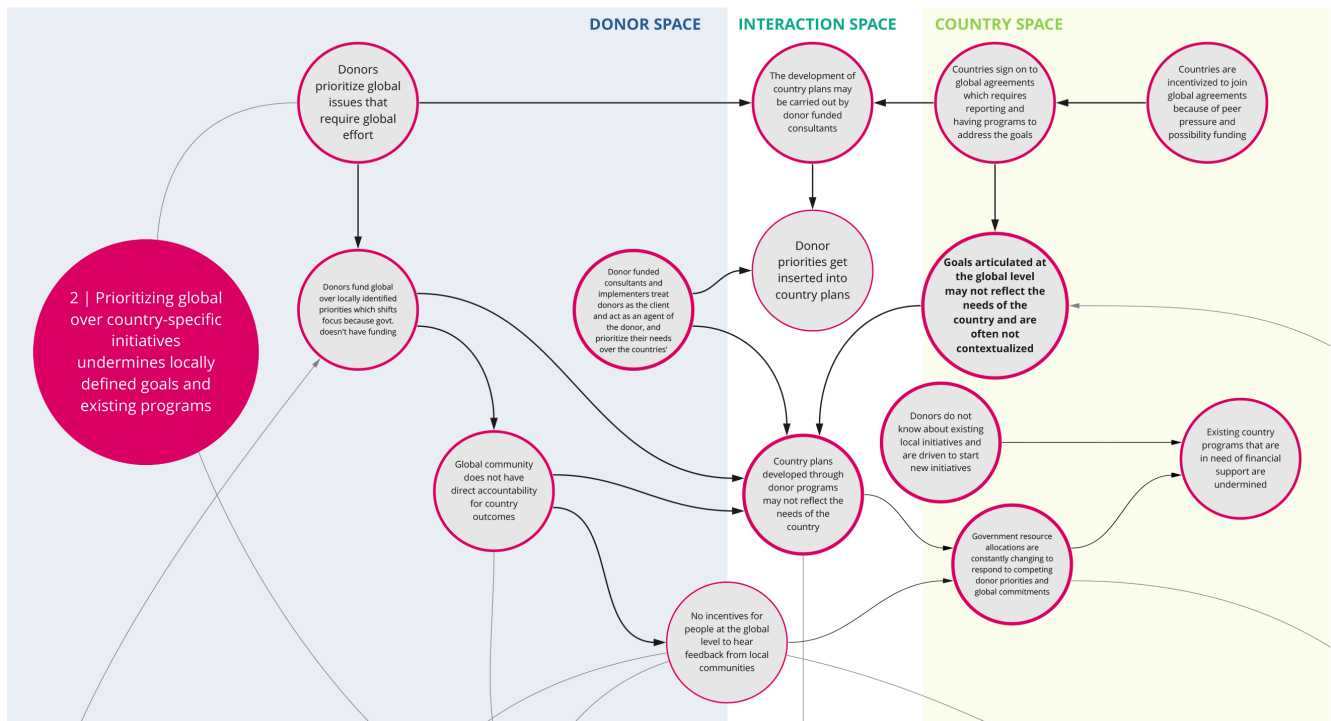 DONOR SPACE
INTERACTION SPACE
COUNTRY SPACE
Donors
prioritize global
issues that
require global
effort
The development of
country plans may
be carried out by
donor funded
consultants
Countries sign on to
global agreements
which requires
reporting and
having programs to
address the goals
Countries are
incentivized to join
global agreements
because of peer
pressure and
possibility funding
2 | Prioritizing global
over country-specific
initiatives
undermines locally
defined goals and
existing programs
Donors fund global
over locally identified
priorities which shifts
focus because govt.
doesn't have funding
Donor funded
consultants and
implementers treat
donors as the client
and act as an agent of
the donor, and
prioritize their needs
over the countries'
Donor
priorities get
inserted into
country plans
Goals articulated at
the global level
may not reflect the
needs of the
country and are
often not
contextualized
Donors do not
know about existing
local initiatives and
are driven to start
new initiatives
Existing country
programs that are
in need of financial
support are
undermined
Global community
does not have
direct accountability
for country
outcomes
Country plans
developed through
donor programs
may not reflect the
needs of the
country
Government resource
allocations are
constantly changing to
respond to competing
donor priorities and
global commitments
No incentives for
people at the global
level to hear
feedback from local
communities